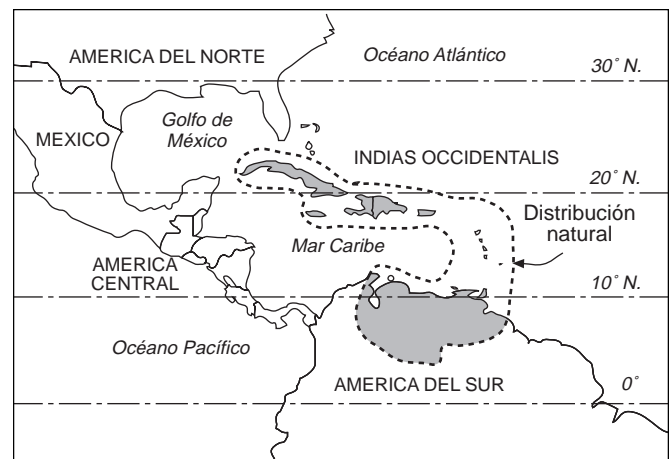 AMERICA DEL NORTE
Océano Atlántico
30° N.
Golfo de
México
MEXICO
INDIAS OCCIDENTALIS
20° N.
Distribución
natural
Mar Caribe
AMERICA
CENTRAL
10° N.
Océano Pacífico
AMERICA DEL SUR
0°